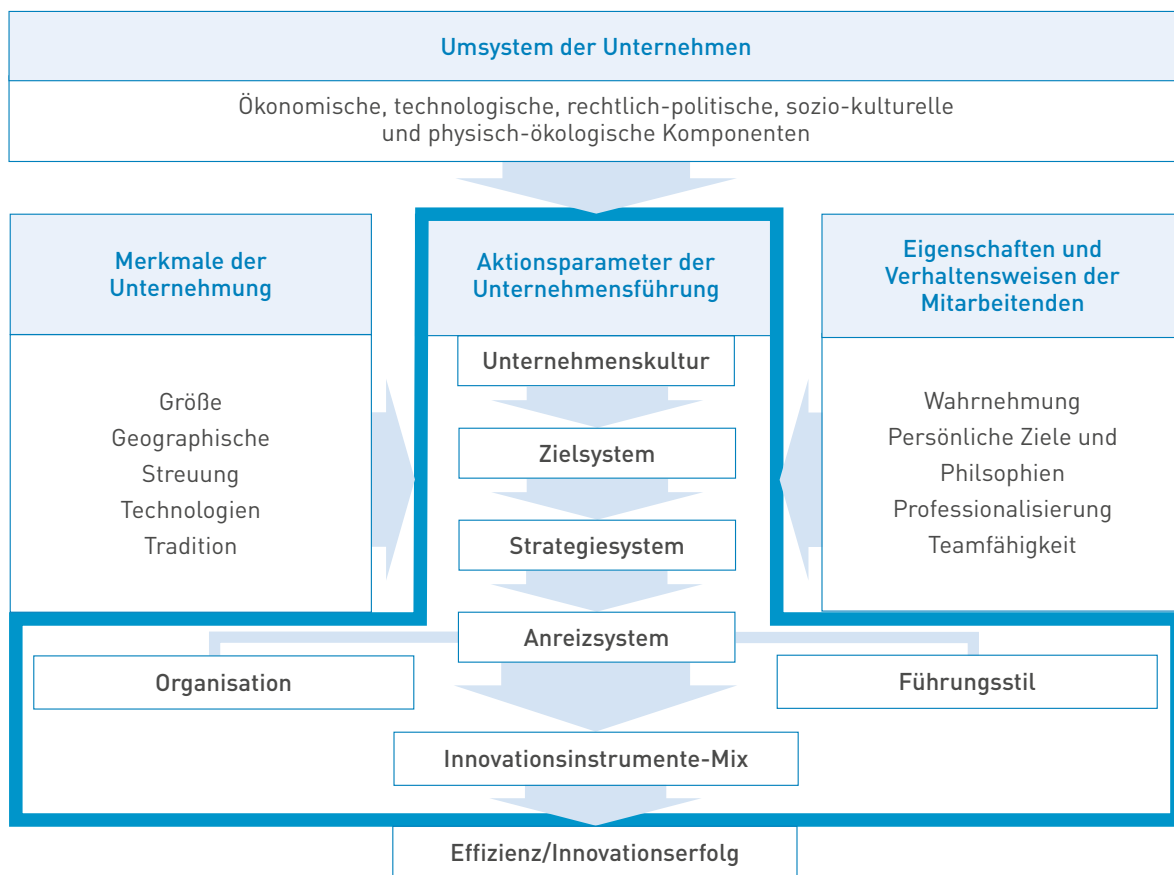 Umsystem der Unternehmen
Ökonomische, technologische, rechtlich-politische, sozio-kulturelle
und physisch-ökologische Komponenten
Merkmale der
Unternehmung
Größe
Geographische
Streuung
Technologien
Tradition
Aktionsparameter der
Unternehmensführung
Unternehmenskultur
Zielsystem
Strategiesystem
Anreizsystem
Eigenschaften und
Verhaltensweisen der
Mitarbeitenden
Wahrnehmung
Persönliche Ziele und
Philsophien
Professionalisierung
Teamfähigkeit
Organisation
Führungsstil
Innovationsinstrumente-Mix
Effizienz/Innovationserfolg